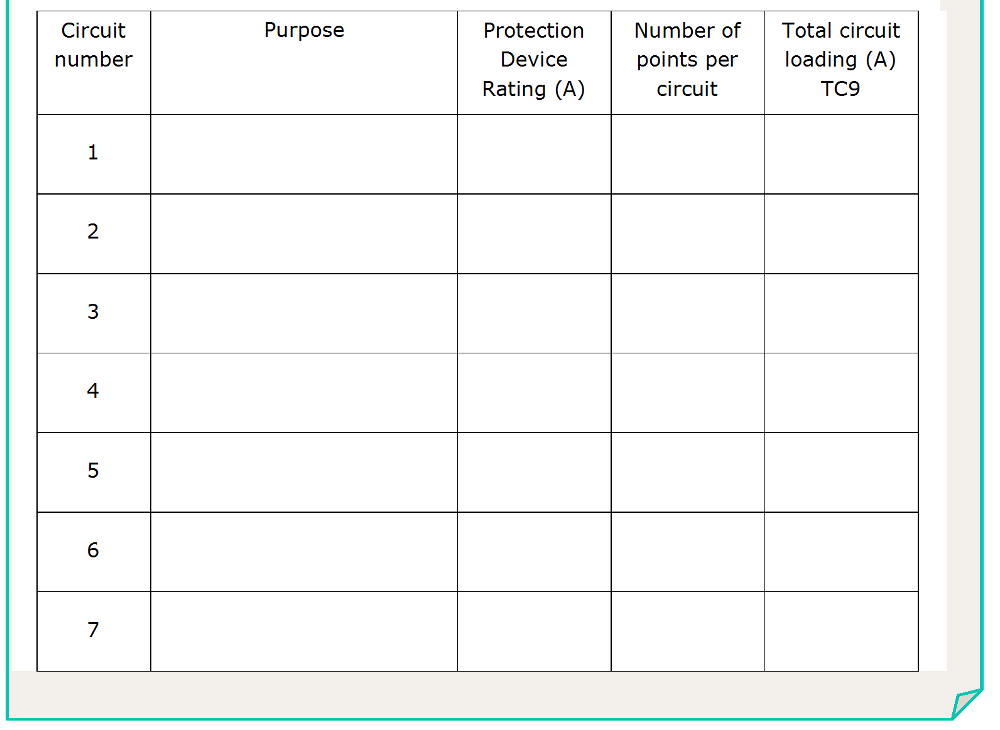 Circuit
number
Purpose
Protection
Device
Rating (A)
Number of
points per
circuit
Total circuit
loading (A)
TC9
1
2
3
4
5
6
7